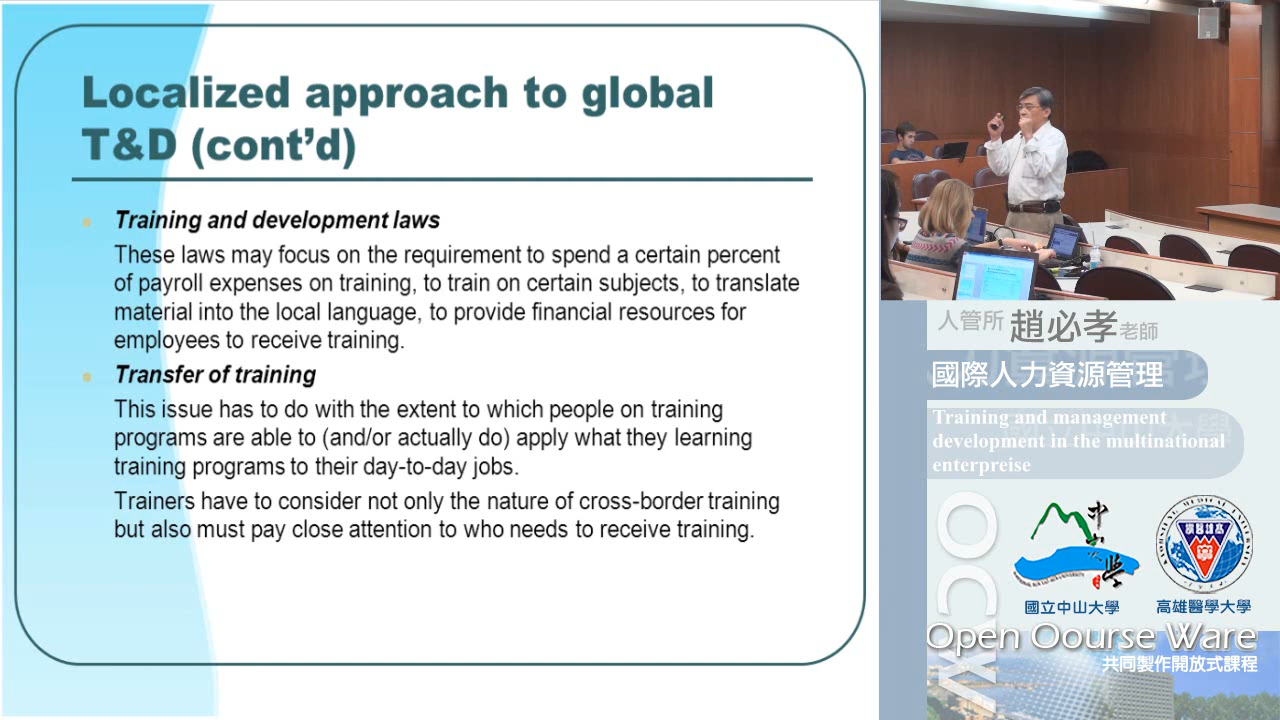 Localized approach to global
T&D (cont’d)
Training and development laws
These laws may focus on the requirement to spend a certain percent
of payroll expenses on training, to train on certain subjects, to translate
material into the local language, to provide financial resources for
employees to receive training.
Transfer of training
This issue has to do with the extent to which people on training
programs are able to (and/or actually do) apply what they learning
training programs to their day-to-day jobs.
Trainers have to consider not only the nature of cross-border training
but also must pay close attention to who needs to receive training.
人管所 趙必孝老師
國際人力資源管理
Training and management
development in the multinational
enterpreise
OCW
中山大學
國立中山大學
高雄醫學大學
Open Oourse Ware
共同製作開放式課程